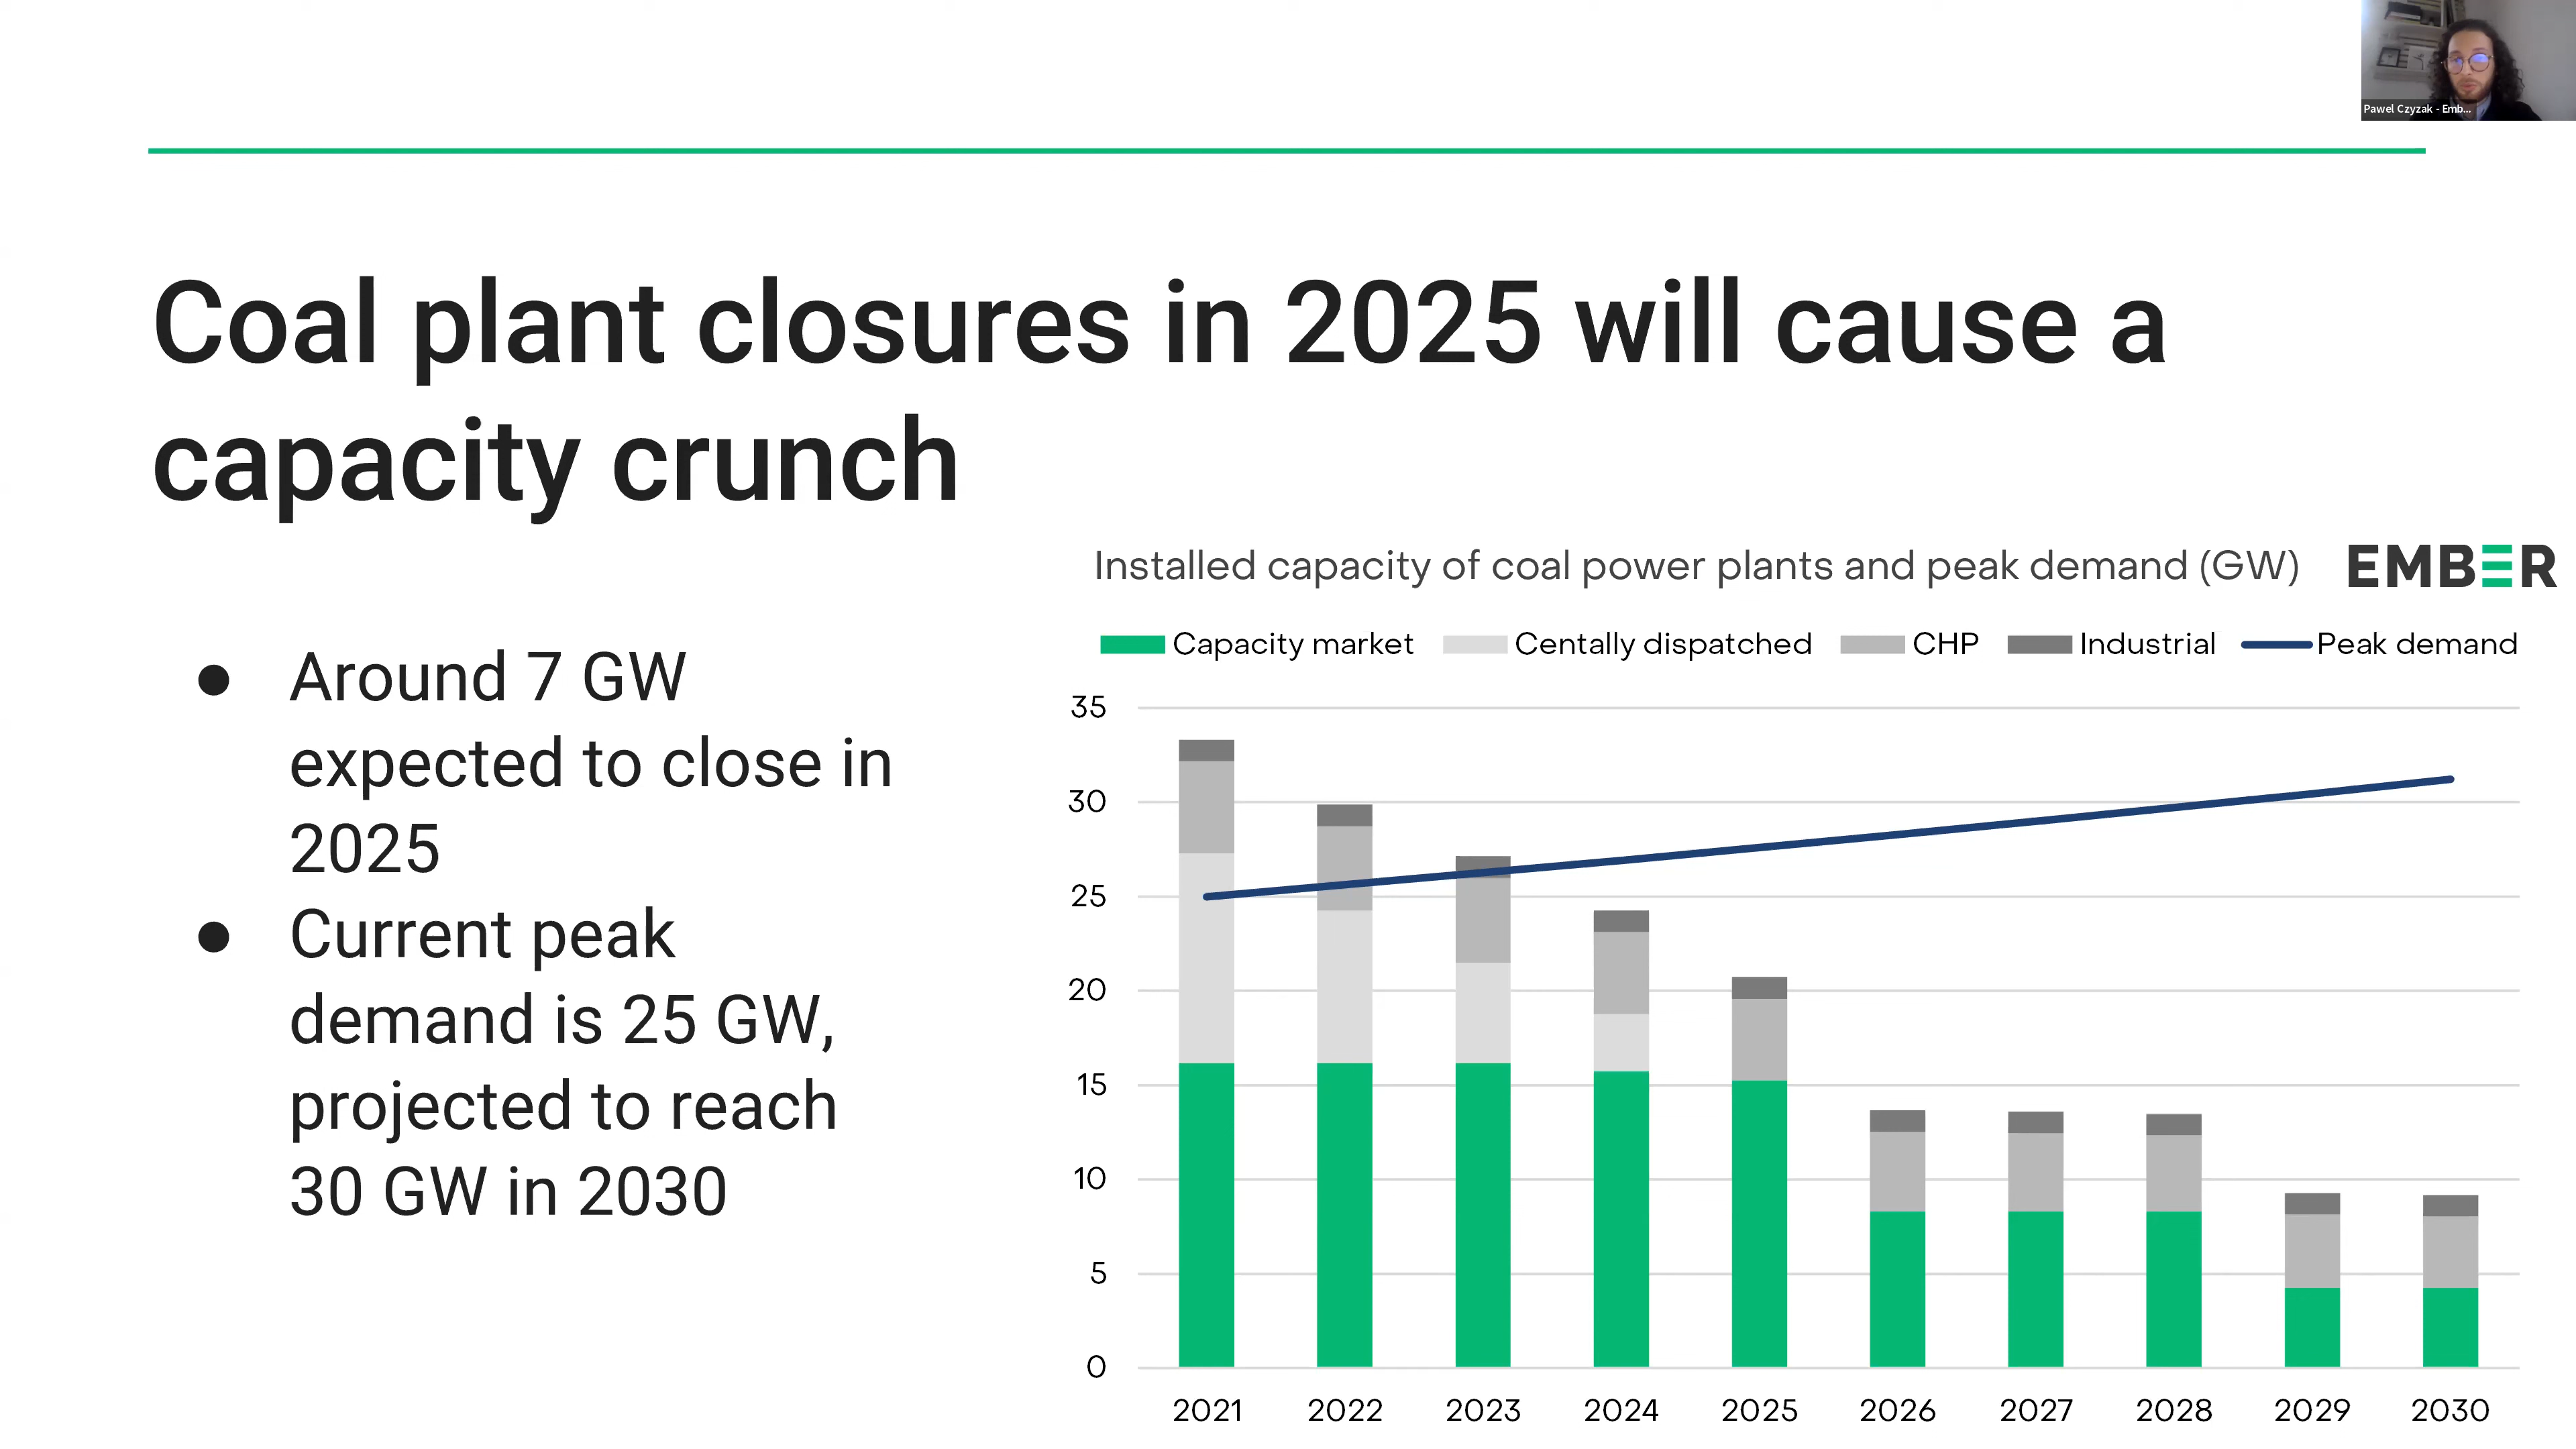 Pawel Czyzak - Emb...
Coal plant closures in 2025 will cause a
capacity crunch
Around 7 GW
expected to close in
2025
Current peak
demand is 25 GW,
projected to reach
30 GW in 2030
Installed capacity of coal power plants and peak demand (GW)
EMBER
Capacity market Centally dispatched CHP Industrial Peak demand
35
30
25
20
15
10
5
0
2021 2022 2023 2024 2025 2026 2027 2028 2029 2030